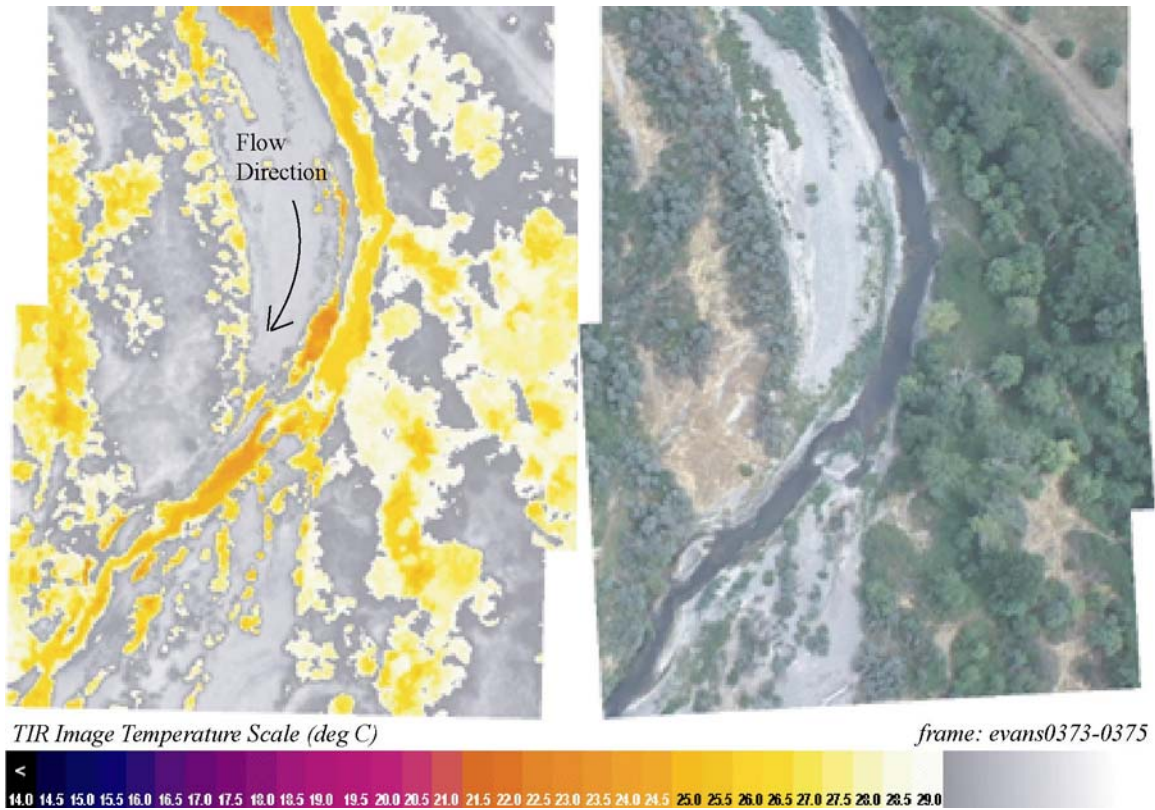 Flow
Direction
TIR Image Temperature Scale (deg C)
frame: evans0373-0375
<
14.0 14.5 15.0 15.5 16.0 16.5 17.0 17.5 18.0 18.5 19.0 19.5 20.0 20.5 21.0 21.5 22.0 22.5 23.0 23.5 24.0 24.5 25.0 25.5 26.0 26.5 27.0 27.5 28.0 28.5 29.0